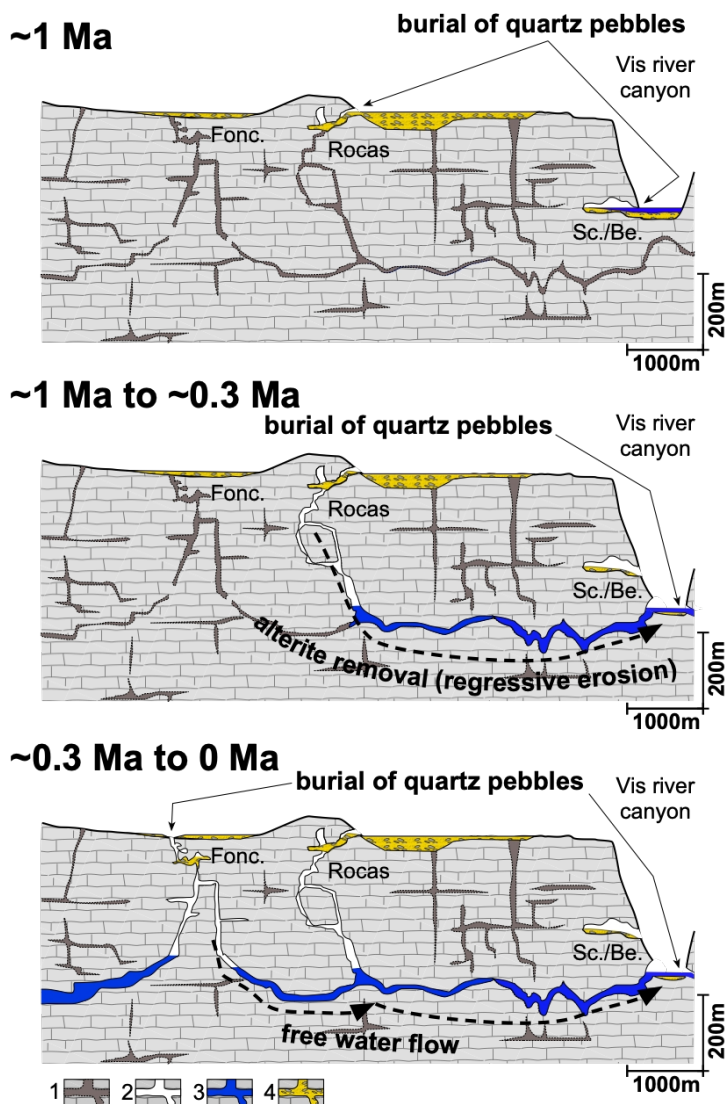 ~1 Ma
burial of quartz pebbles
Vis river
canyon
Fonc.
Rocas
Sc./Be.
200m
1000m
~1 Ma to ~0.3 Ma
burial of quartz pebbles
Vis river
canyon
Fonc.
Rocas
Sc./Be.
alterite removal (regressive erosion)
200m
1000m
~0.3 Ma to 0 Ma
burial of quartz pebbles
Vis river
canyon
Fonc.
Rocas
Sc./Be.
free water flow
200m
1000m
1 2 3 4